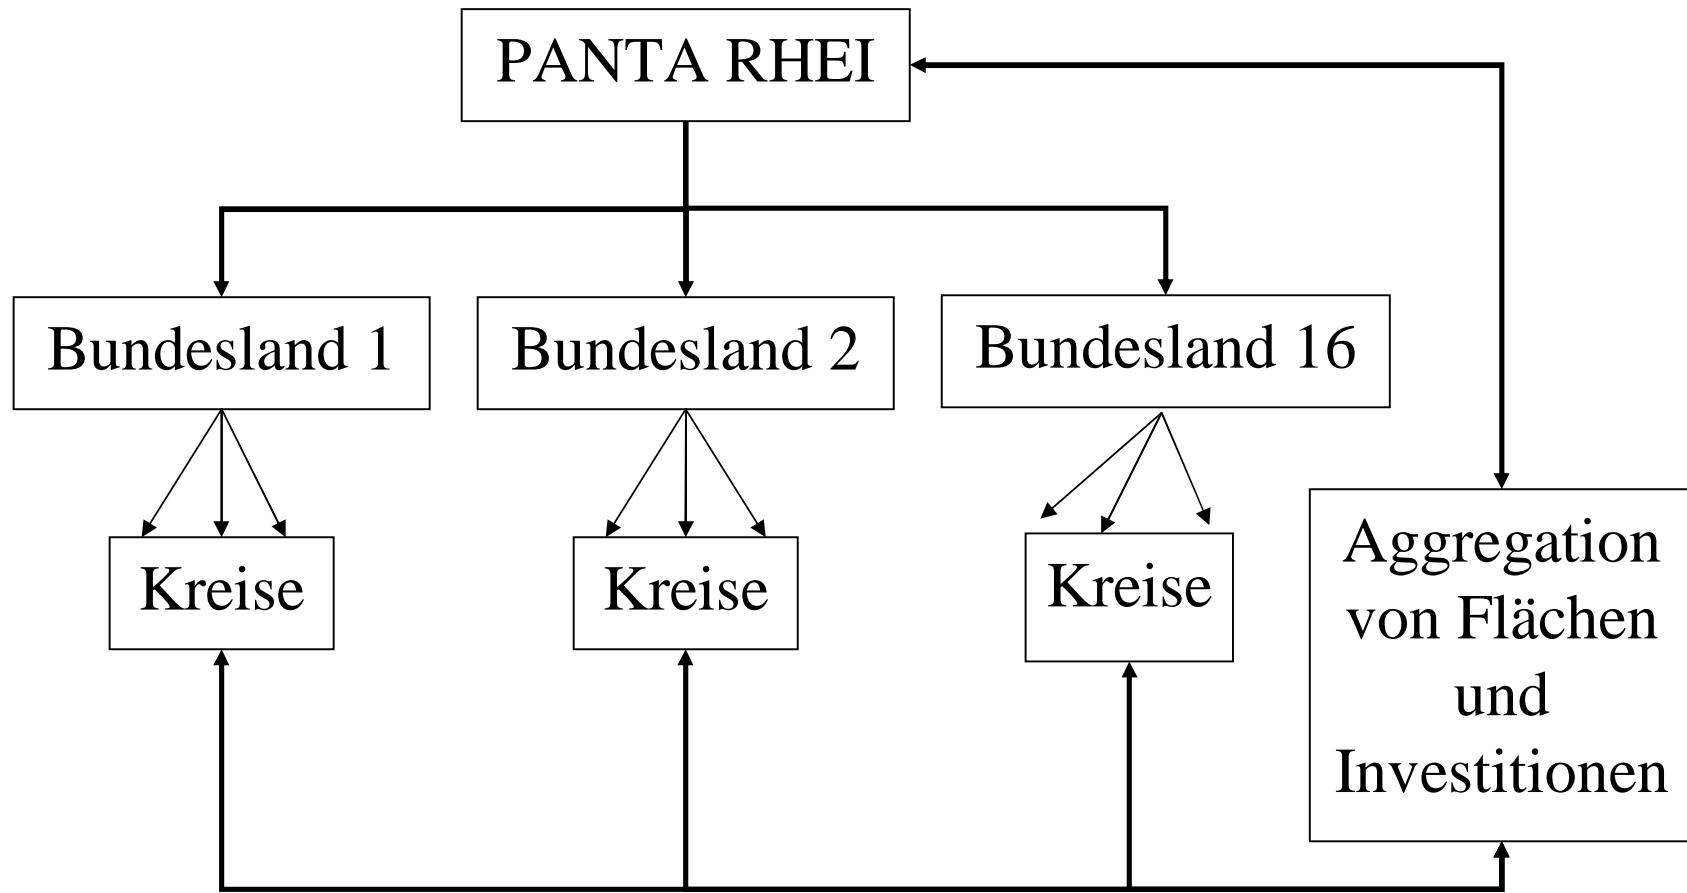 PANTA RHEI
Bundesland 1
Bundesland 2
Bundesland 16
Kreise
Kreise
Kreise
Aggregation
von Flächen
und
Investitionen